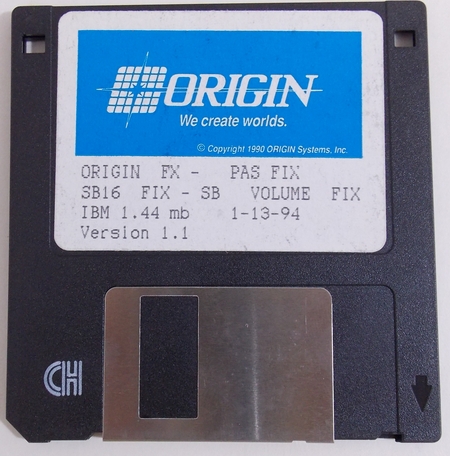 ORIGIN
We create worlds.
© Copyright 1990 ORIGIN Systems, Inc.
ORIGIN FX - PAS FIX
SB16 FIX - SB VOLUME FIX
IBM 1.44 mb 1-13-94
Version 1.1
CH